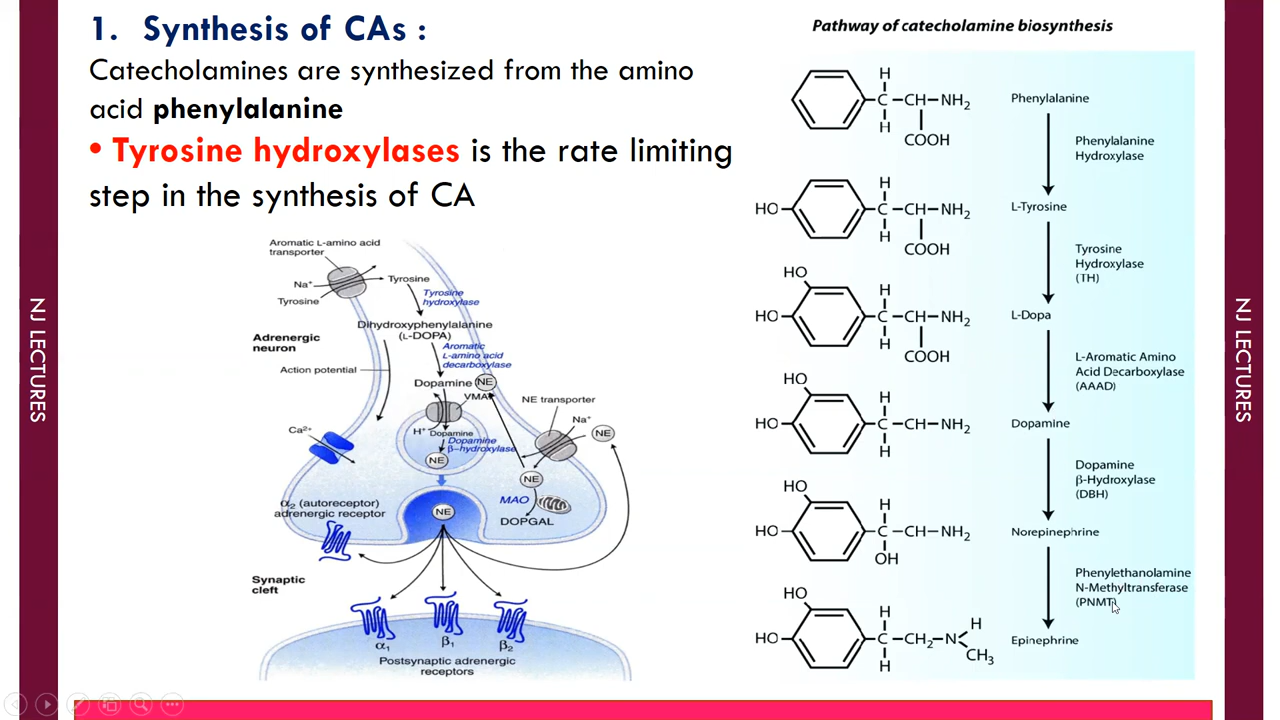 1. Synthesis of CAs :
Catecholamines are synthesized from the amino
acid phenylalanine
• Tyrosine hydroxylases is the rate limiting
step in the synthesis of CA
Aromatic L-amino acid
transporter
Na⁺
Tyrosine
Tyrosine
Tyrosine
hydroxylase
Dihydroxyphenylalanine
(L-DOPA)
Adrenergic
neuron
Aromatic
L-amino acid
decarboxylase
Action potential
Dopamine
NE
VMAT
NE transporter
Na⁺
NE
Ca²⁺
H⁺
Dopamine
Dopamine
β-hydroxylase
NE
NE
MAO
DOPGAL
α₂ (autoreceptor)
adrenergic receptor
NE
Synaptic
cleft
α₁
β₁
β₂
Postsynaptic adrenergic
receptors
Pathway of catecholamine biosynthesis
H
C—CH—NH₂
H
COOH
Phenylalanine
Phenylalanine
Hydroxylase
H
HO
C—CH—NH₂
H
COOH
L-Tyrosine
Tyrosine
Hydroxylase
(TH)
HO
H
HO
C—CH—NH₂
H
COOH
L-Dopa
L-Aromatic Amino
Acid Decarboxylase
(AAAD)
HO
H
HO
C—CH—NH₂
H
Dopamine
Dopamine
β-Hydroxylase
(DBH)
HO
H
HO
C—CH—NH₂
OH
Norepinephrine
Phenylethanolamine
N-Methyltransferase
(PNMT)
HO
H
HO
C—CH₂—N
H
CH₃
H
Epinephrine
NJ LECTURES
NJ LECTURES